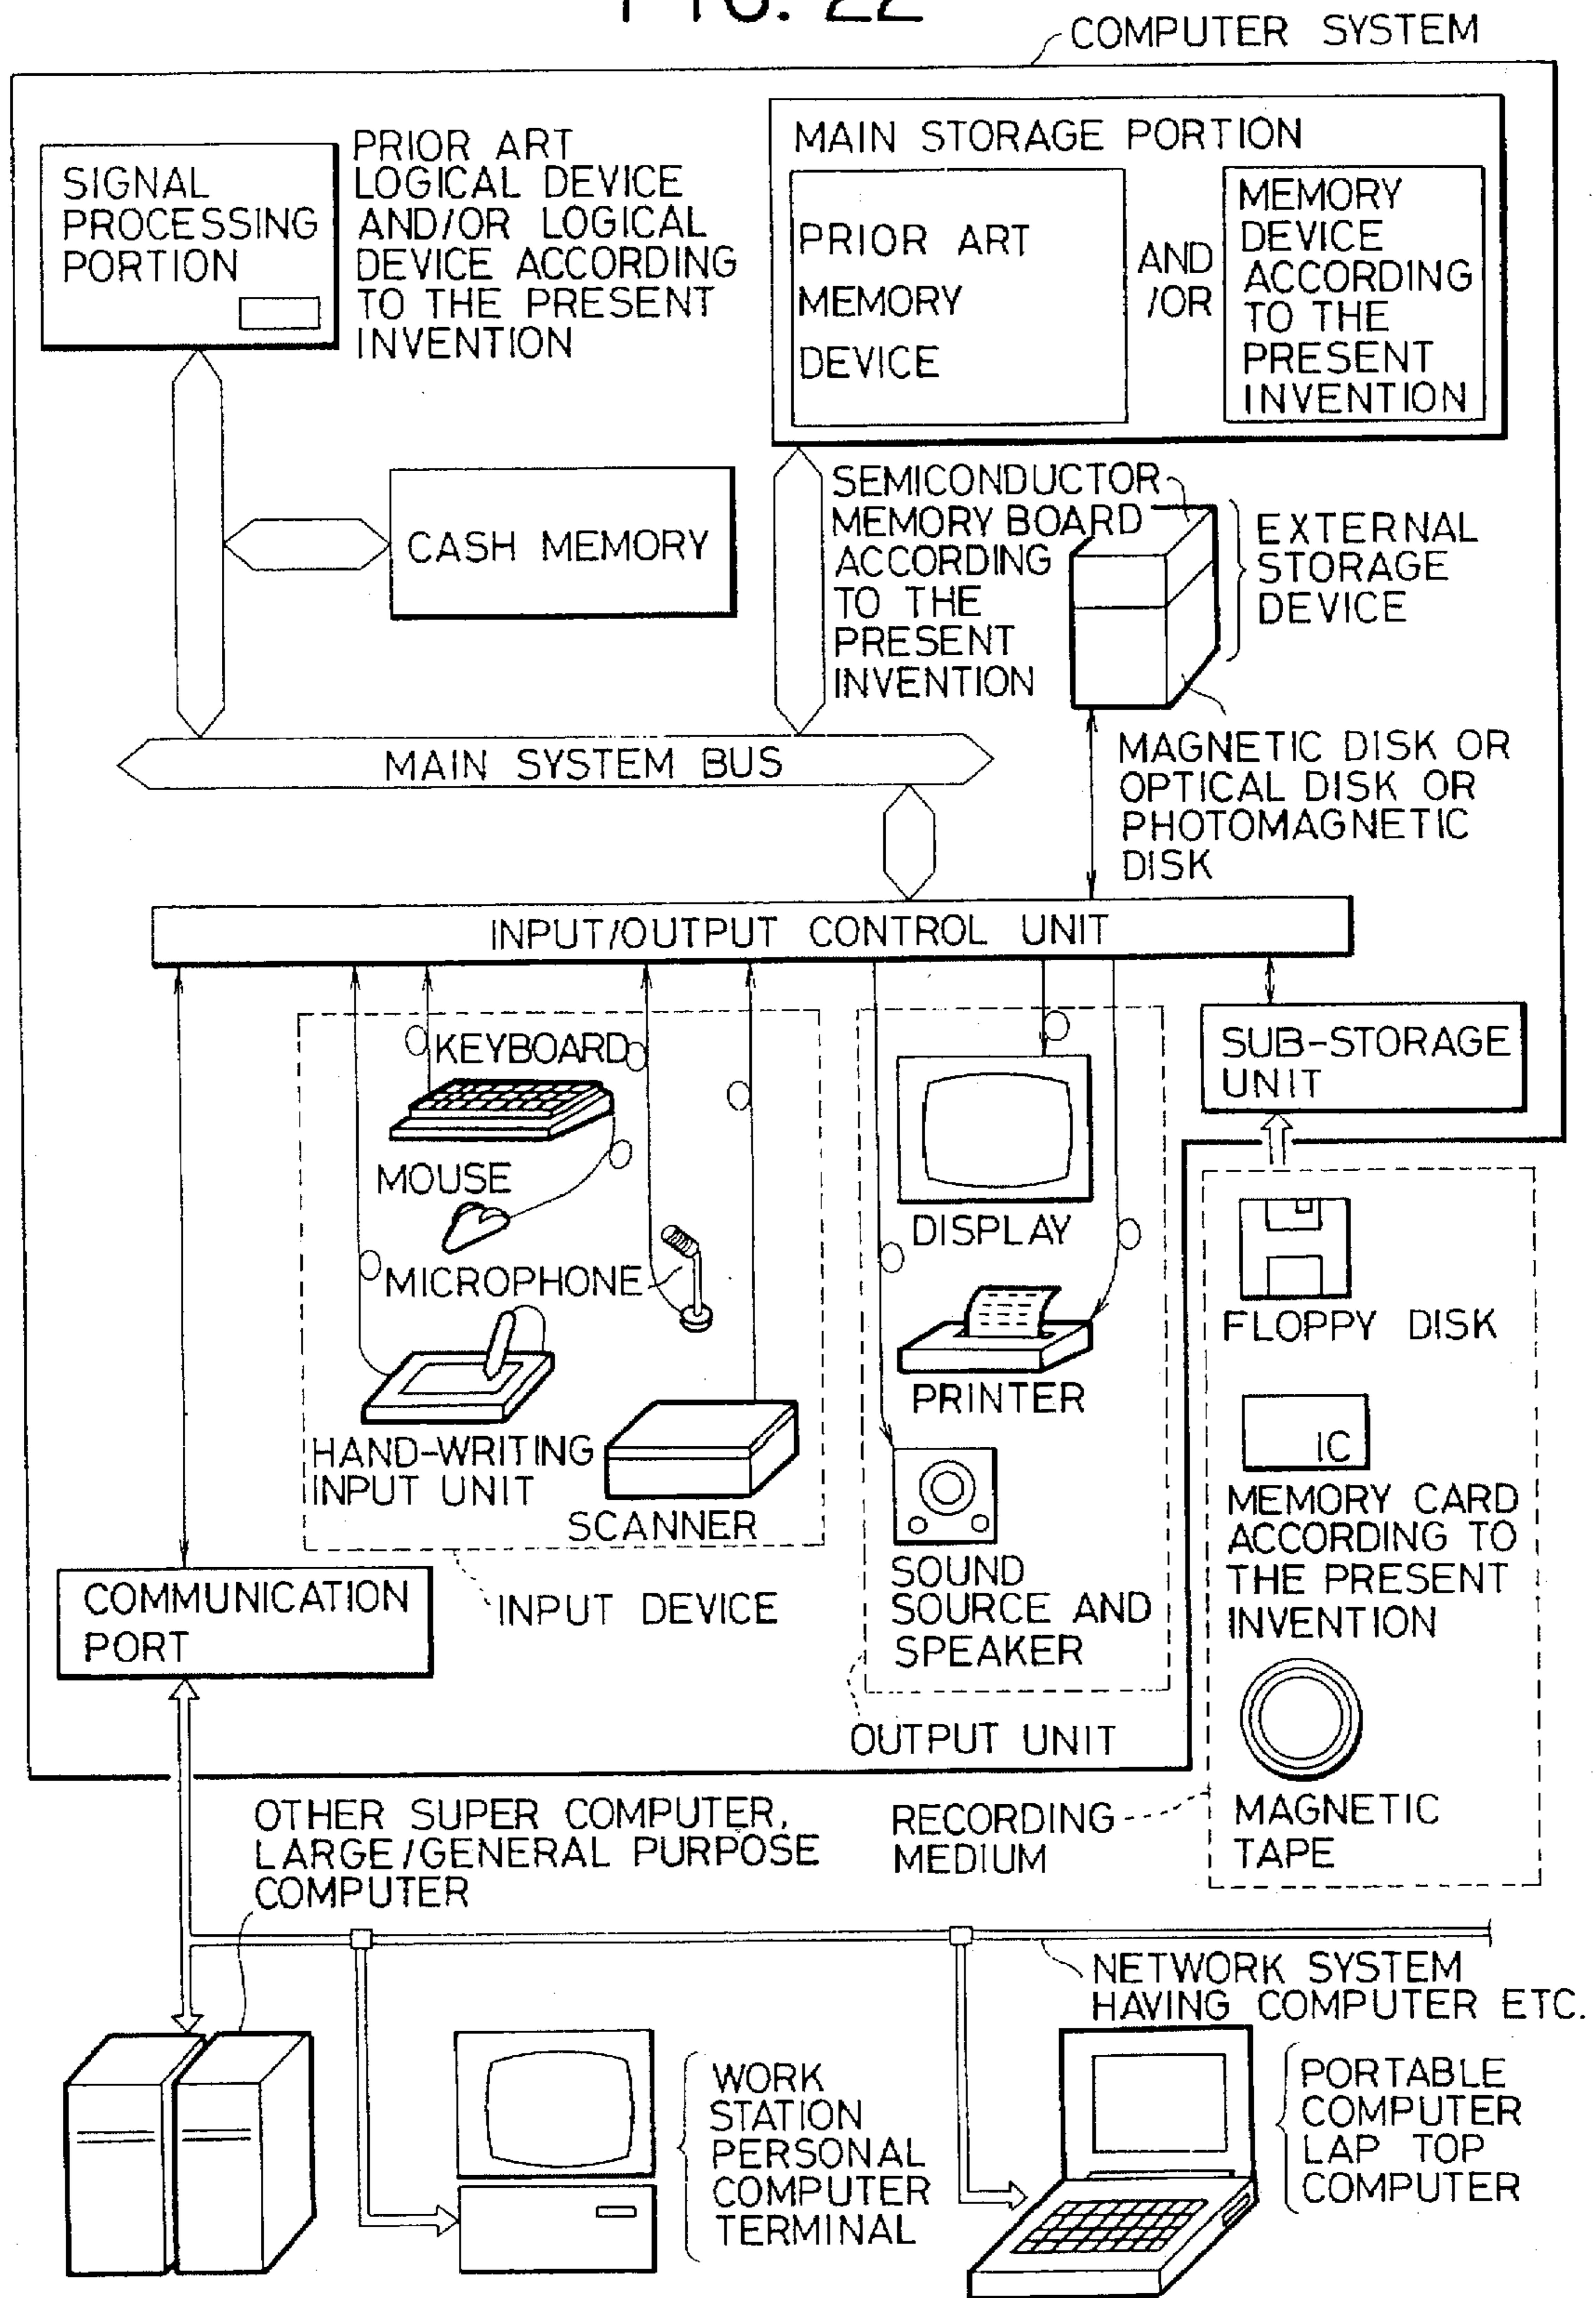 FIG. 22
COMPUTER SYSTEM
SIGNAL
PROCESSING
PORTION
PRIOR ART
LOGICAL DEVICE
AND/OR LOGICAL
DEVICE ACCORDING
TO THE PRESENT
INVENTION
MAIN STORAGE PORTION
PRIOR ART
MEMORY
DEVICE
AND
/OR
MEMORY
DEVICE
ACCORDING
TO THE
PRESENT
INVENTION
CASH MEMORY
SEMICONDUCTOR
MEMORY BOARD
ACCORDING
TO THE
PRESENT
INVENTION
EXTERNAL
STORAGE
DEVICE
MAIN SYSTEM BUS
MAGNETIC DISK OR
OPTICAL DISK OR
PHOTOMAGNETIC
DISK
INPUT/OUTPUT CONTROL UNIT
KEYBOARD
MOUSE
MICROPHONE
HAND-WRITING
INPUT UNIT
SCANNER
INPUT DEVICE
DISPLAY
PRINTER
SOUND
SOURCE AND
SPEAKER
OUTPUT UNIT
SUB-STORAGE
UNIT
FLOPPY DISK
IC
MEMORY CARD
ACCORDING TO
THE PRESENT
INVENTION
MAGNETIC
TAPE
RECORDING
MEDIUM
COMMUNICATION
PORT
OTHER SUPER COMPUTER,
LARGE/GENERAL PURPOSE
COMPUTER
NETWORK SYSTEM
HAVING COMPUTER ETC.
WORK
STATION
PERSONAL
COMPUTER
TERMINAL
PORTABLE
COMPUTER
LAP TOP
COMPUTER